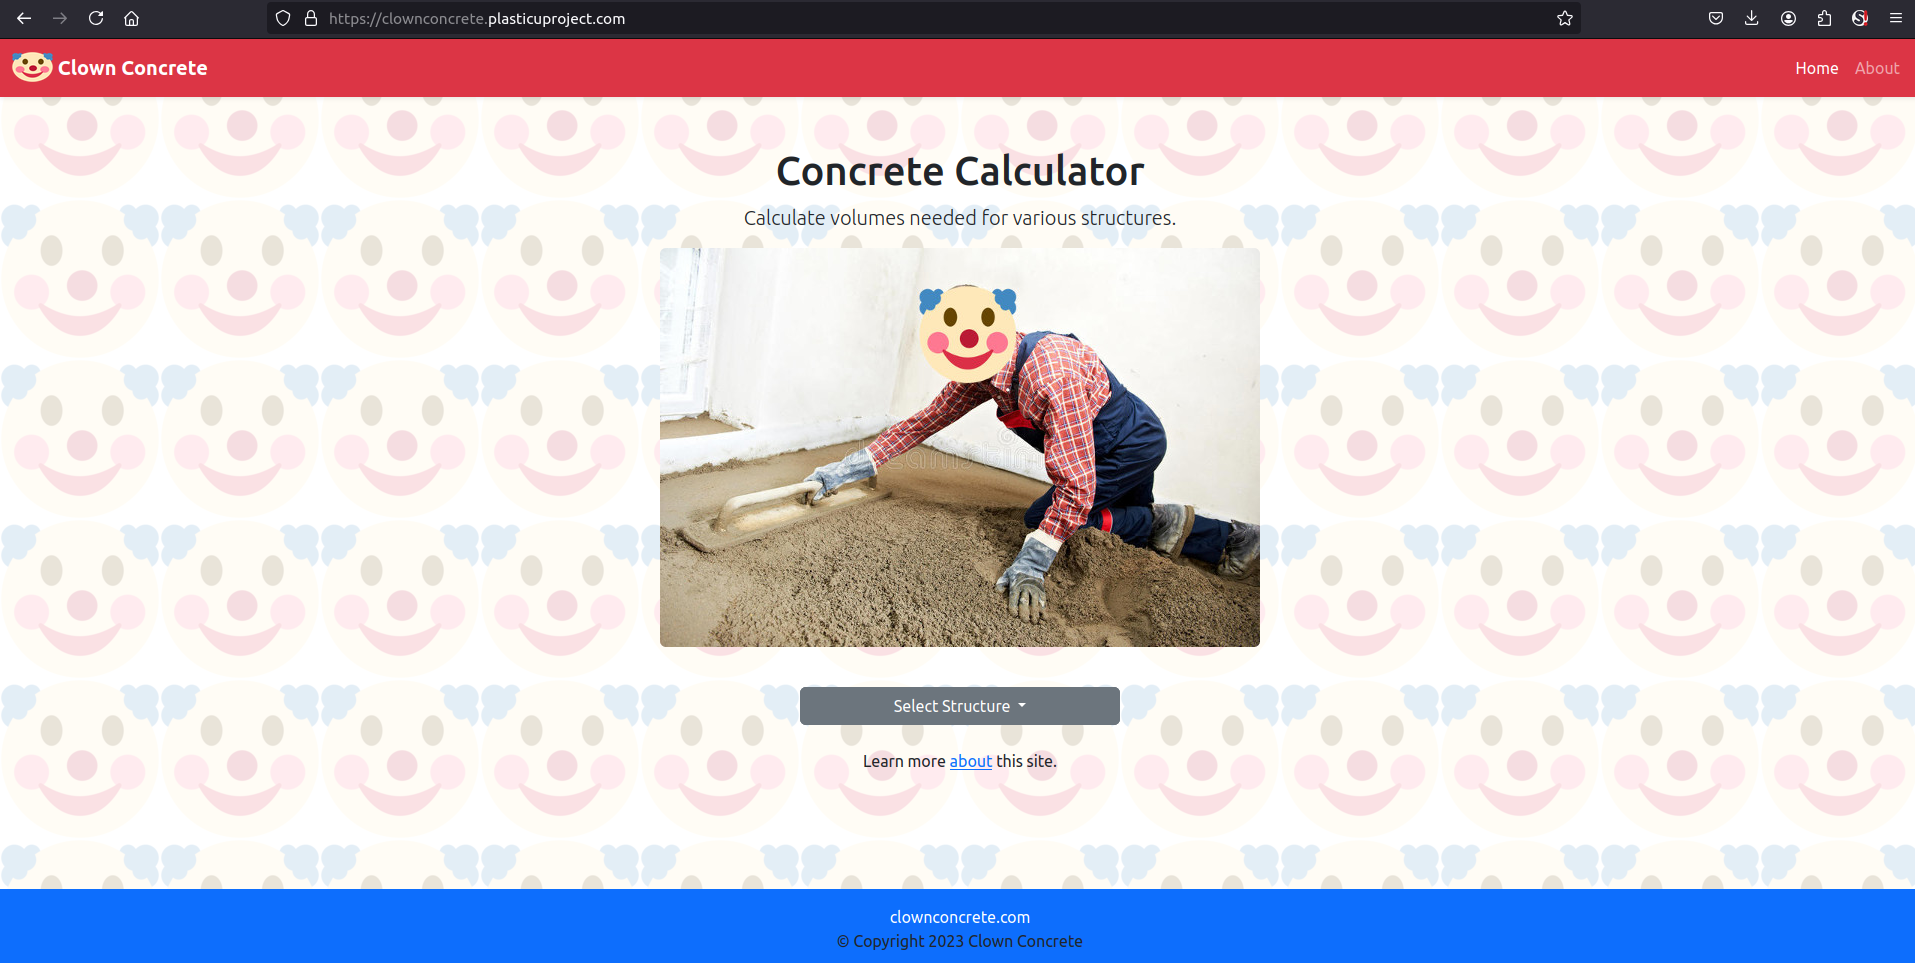 https://clownconcrete.plasticuproject.com
Clown Concrete
Home About
Concrete Calculator
Calculate volumes needed for various structures.
Select Structure
Learn more about this site.
clownconcrete.com
© Copyright 2023 Clown Concrete